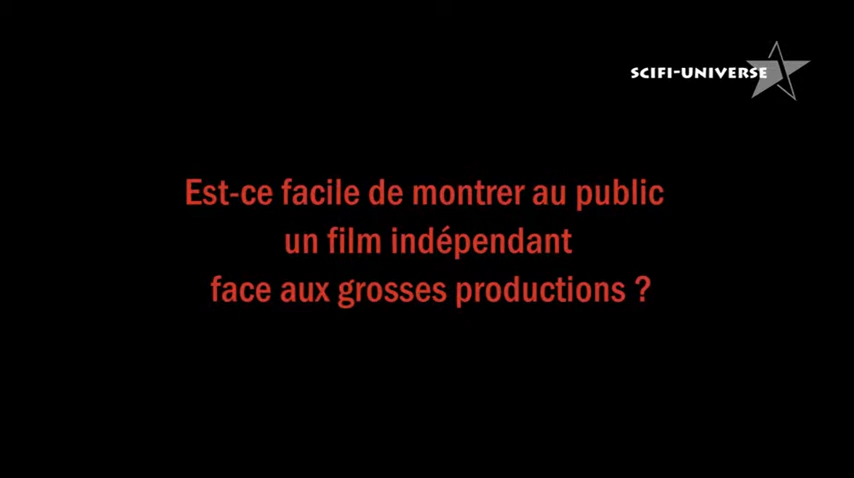 SCIFI-UNIVERSE
Est-ce facile de montrer au public
un film indépendant
face aux grosses productions ?